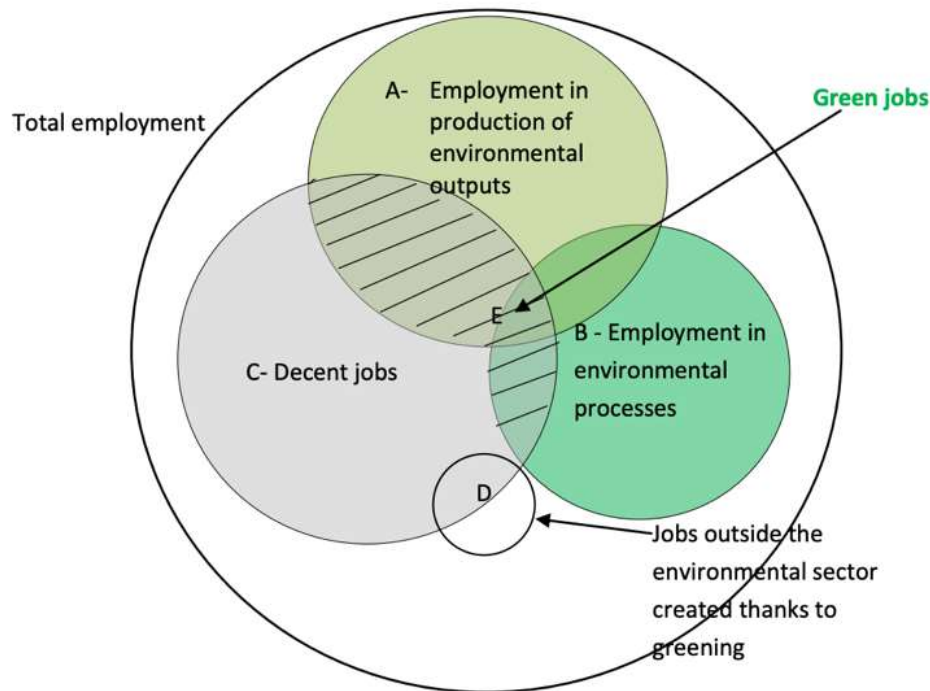 A- Employment in
production of
environmental
outputs
Green jobs
Total employment
E
B - Employment in
environmental
processes
C- Decent jobs
D
Jobs outside the
environmental sector
created thanks to
greening